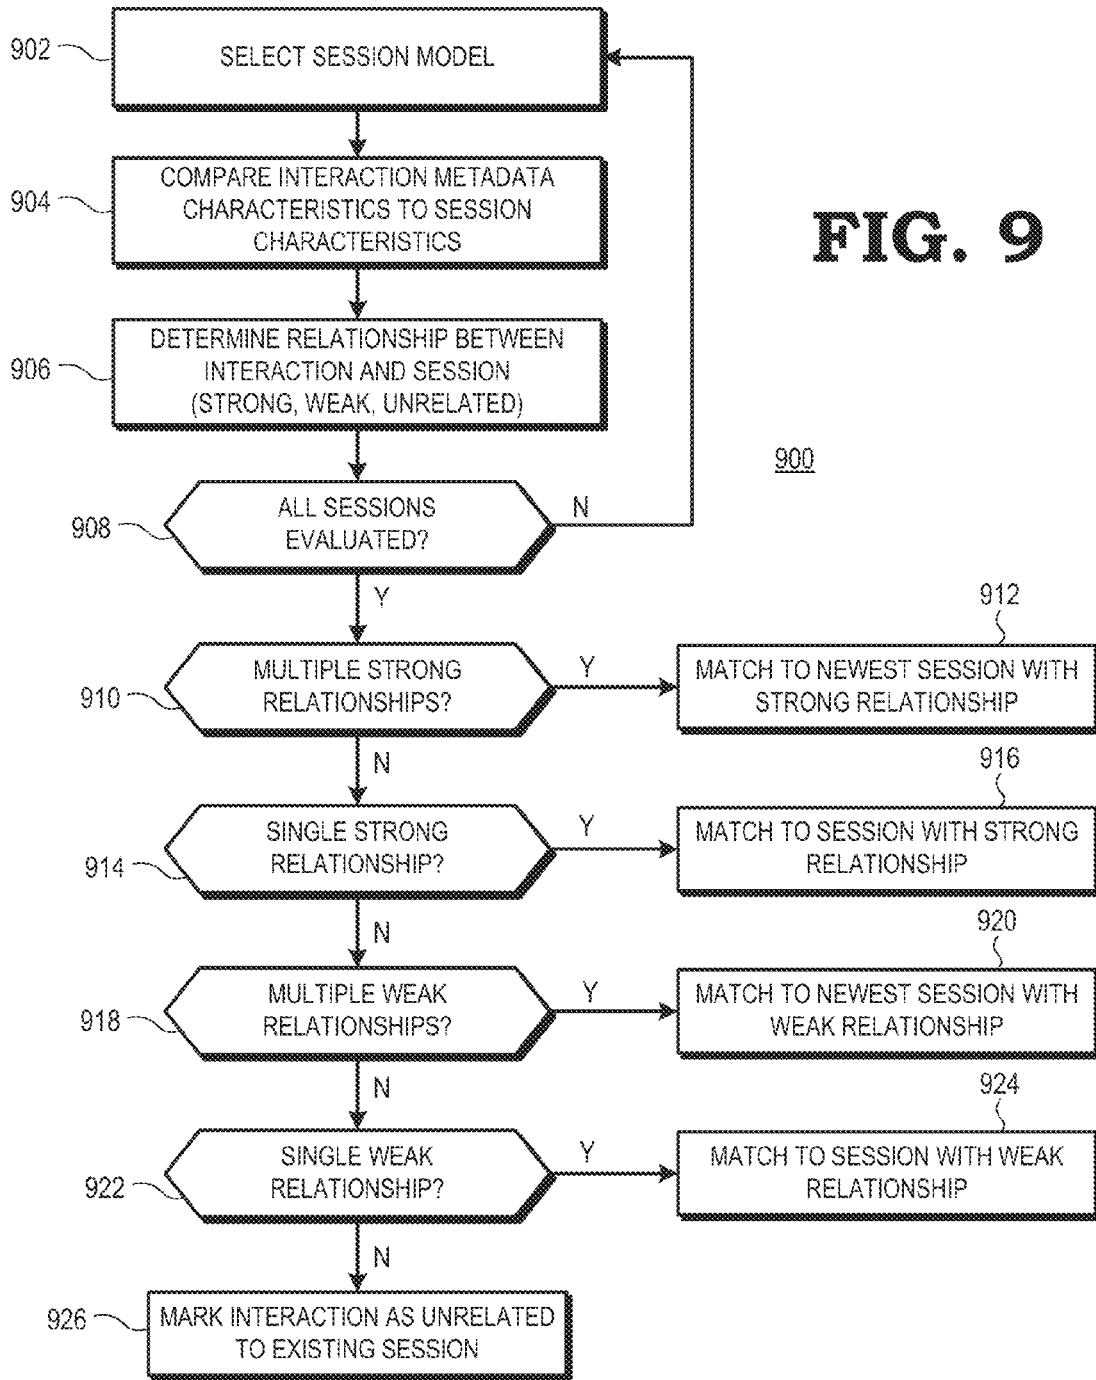 902
SELECT SESSION MODEL
904
COMPARE INTERACTION METADATA
CHARACTERISTICS TO SESSION
CHARACTERISTICS
FIG. 9
906
DETERMINE RELATIONSHIP BETWEEN
INTERACTION AND SESSION
(STRONG, WEAK, UNRELATED)
900
908
ALL SESSIONS
EVALUATED?
N
Y
910
MULTIPLE STRONG
RELATIONSHIPS?
Y
912
MATCH TO NEWEST SESSION WITH
STRONG RELATIONSHIP
N
914
SINGLE STRONG
RELATIONSHIP?
Y
916
MATCH TO SESSION WITH STRONG
RELATIONSHIP
N
918
MULTIPLE WEAK
RELATIONSHIPS?
Y
920
MATCH TO NEWEST SESSION WITH
WEAK RELATIONSHIP
N
922
SINGLE WEAK
RELATIONSHIP?
Y
924
MATCH TO SESSION WITH WEAK
RELATIONSHIP
N
926
MARK INTERACTION AS UNRELATED
TO EXISTING SESSION